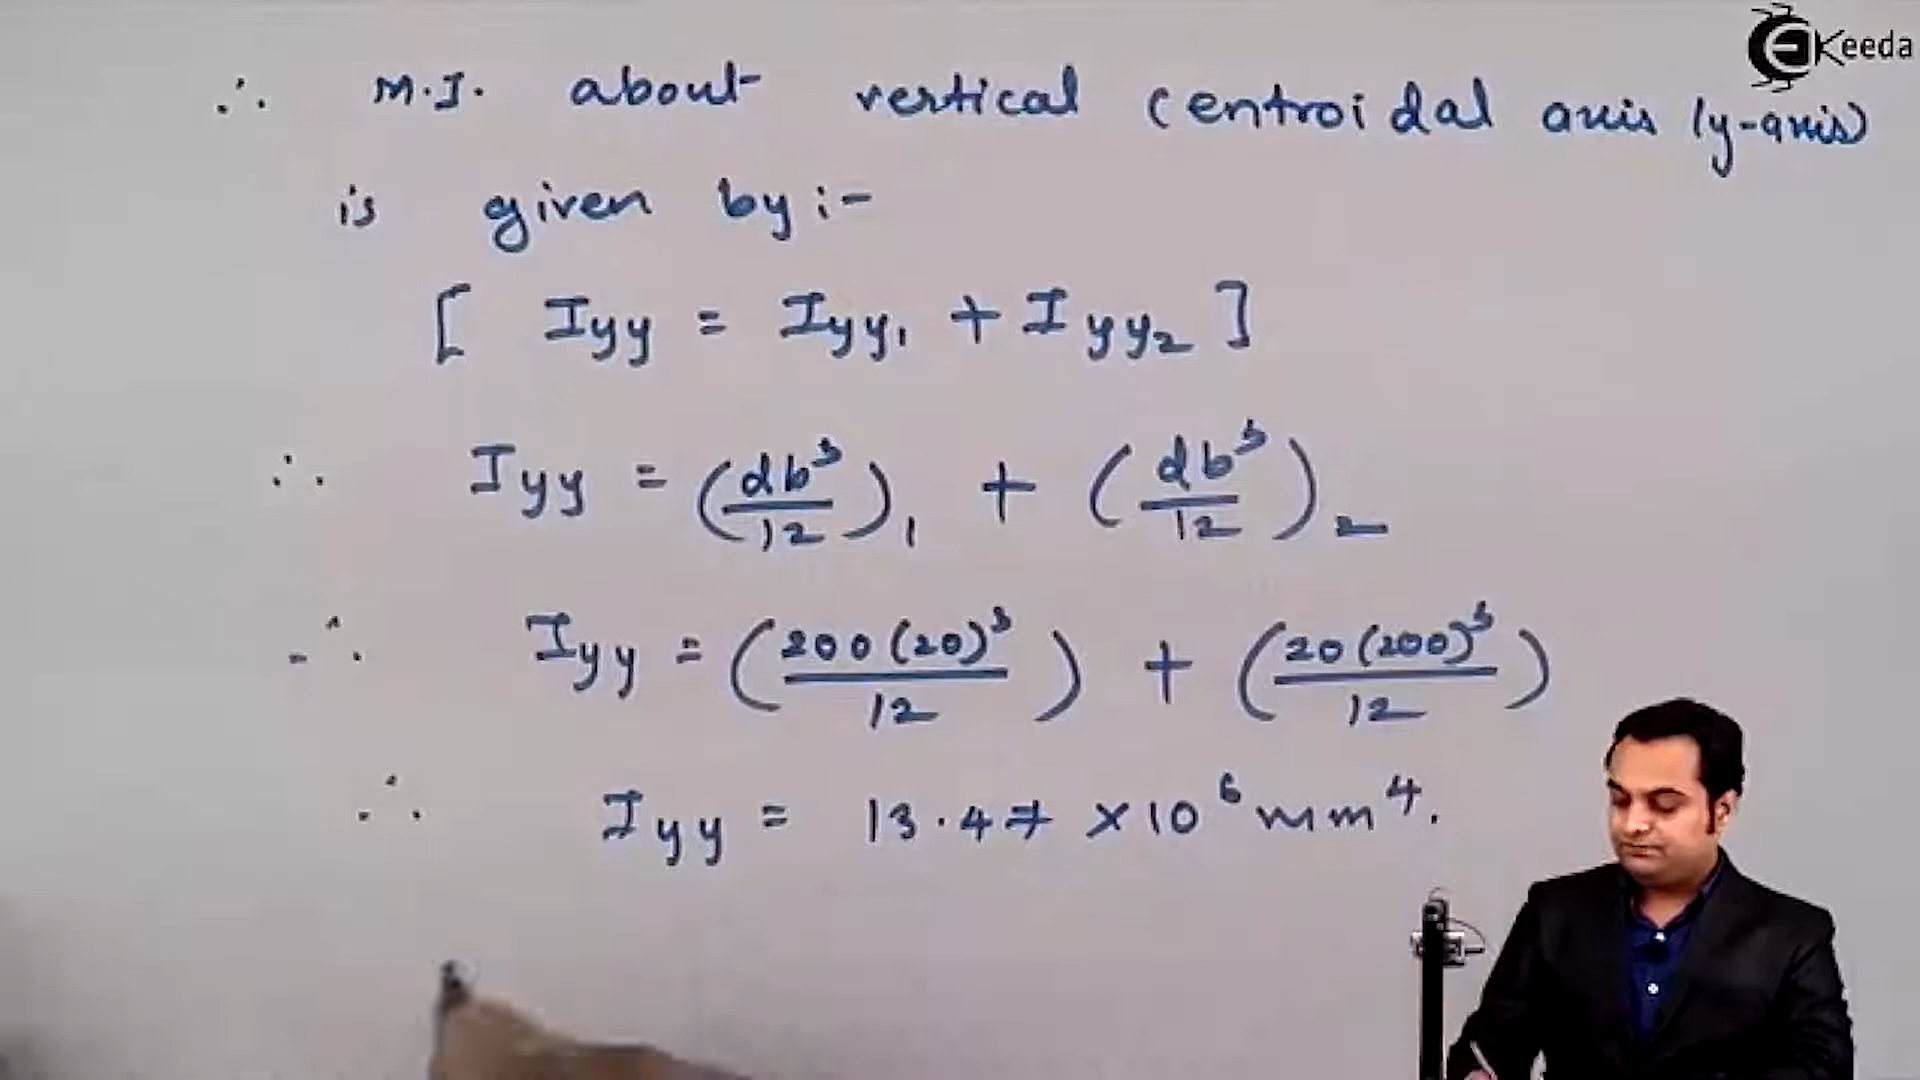 Keeda
∴ M.I. about vertical centroidal axis (y-axis)
is given by:-
[ Iyy = Iyy₁ + Iyy₂ ]
∴ Iyy = (db³/12)₁ + (db³/12)₂
∴ Iyy = (200(20)³/12) + (20(200)³/12)
∴ Iyy = 13.47 ×10⁶ mm⁴.